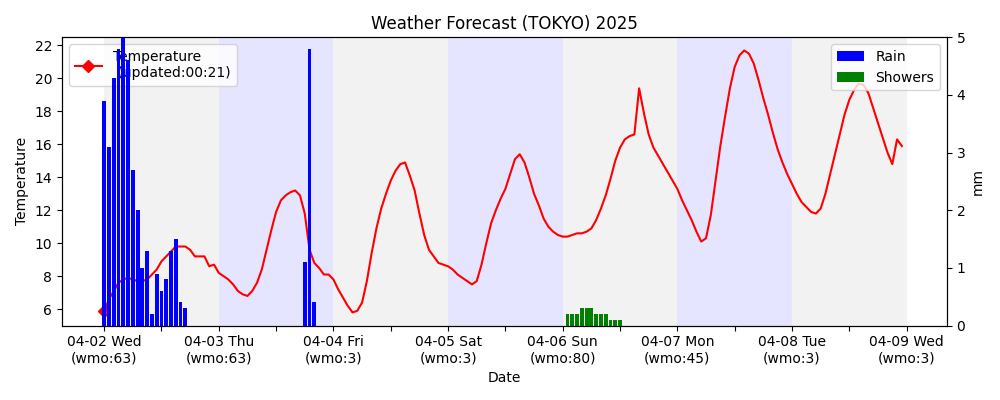 Weather Forecast (TOKYO) 2025
Temperature
(updated:00:21)
Rain
Showers
22
20
18
16
14
12
10
8
6
Temperature
5
4
3
2
1
0
mm
04-02 Wed
(wmo:63)
04-03 Thu
(wmo:63)
04-04 Fri
(wmo:3)
04-05 Sat
(wmo:3)
04-06 Sun
(wmo:80)
04-07 Mon
(wmo:45)
04-08 Tue
(wmo:3)
04-09 Wed
(wmo:3)
Date